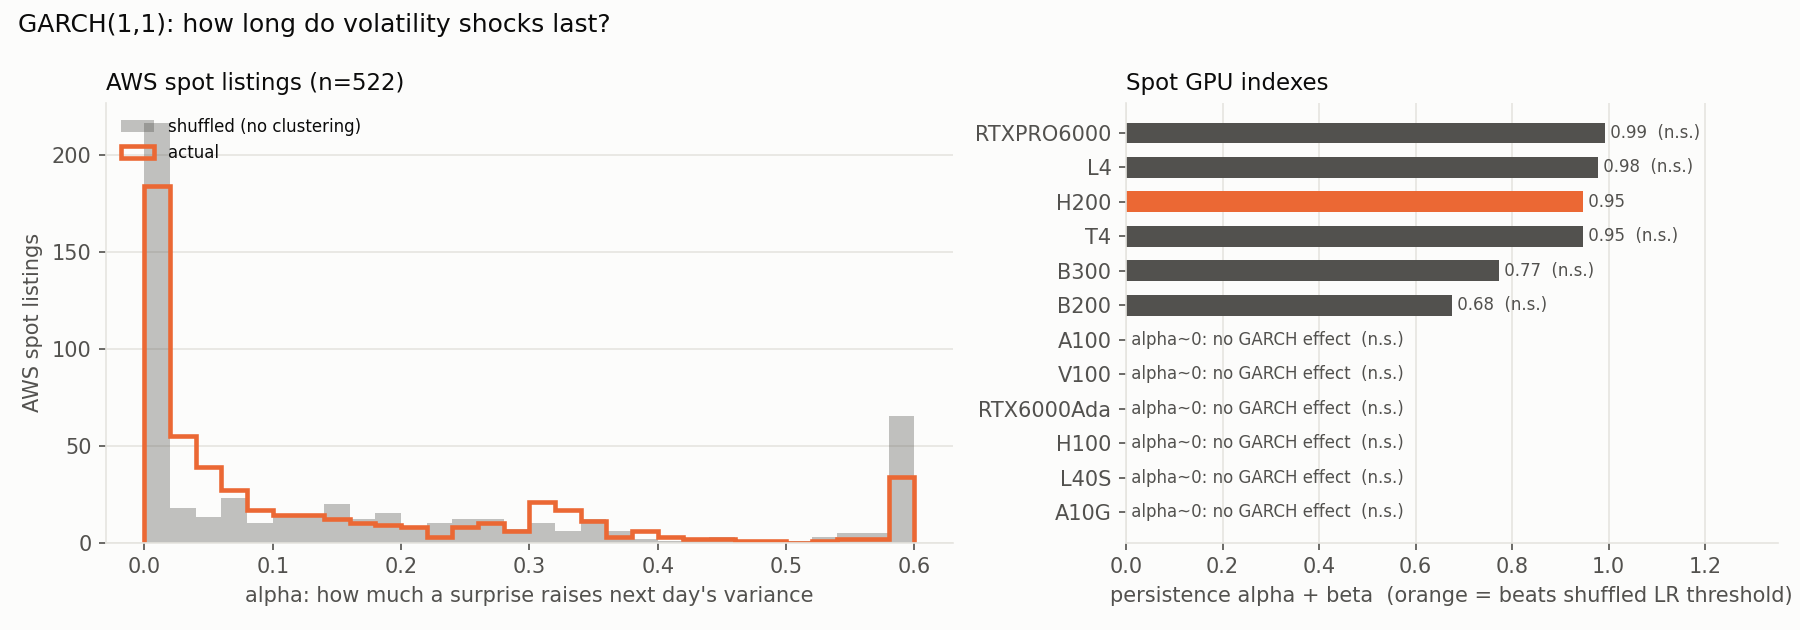 GARCH(1,1): how long do volatility shocks last?
AWS spot listings (n=522)
shuffled (no clustering)
actual
AWS spot listings
200
150
100
50
0
0.0 0.1 0.2 0.3 0.4 0.5 0.6
alpha: how much a surprise raises next day's variance
Spot GPU indexes
RTXPRO6000 0.99 (n.s.)
L4 0.98 (n.s.)
H200 0.95
T4 0.95 (n.s.)
B300 0.77 (n.s.)
B200 0.68 (n.s.)
A100 alpha~0: no GARCH effect (n.s.)
V100 alpha~0: no GARCH effect (n.s.)
RTX6000Ada alpha~0: no GARCH effect (n.s.)
H100 alpha~0: no GARCH effect (n.s.)
L40S alpha~0: no GARCH effect (n.s.)
A10G alpha~0: no GARCH effect (n.s.)
0.0 0.2 0.4 0.6 0.8 1.0 1.2
persistence alpha + beta (orange = beats shuffled LR threshold)